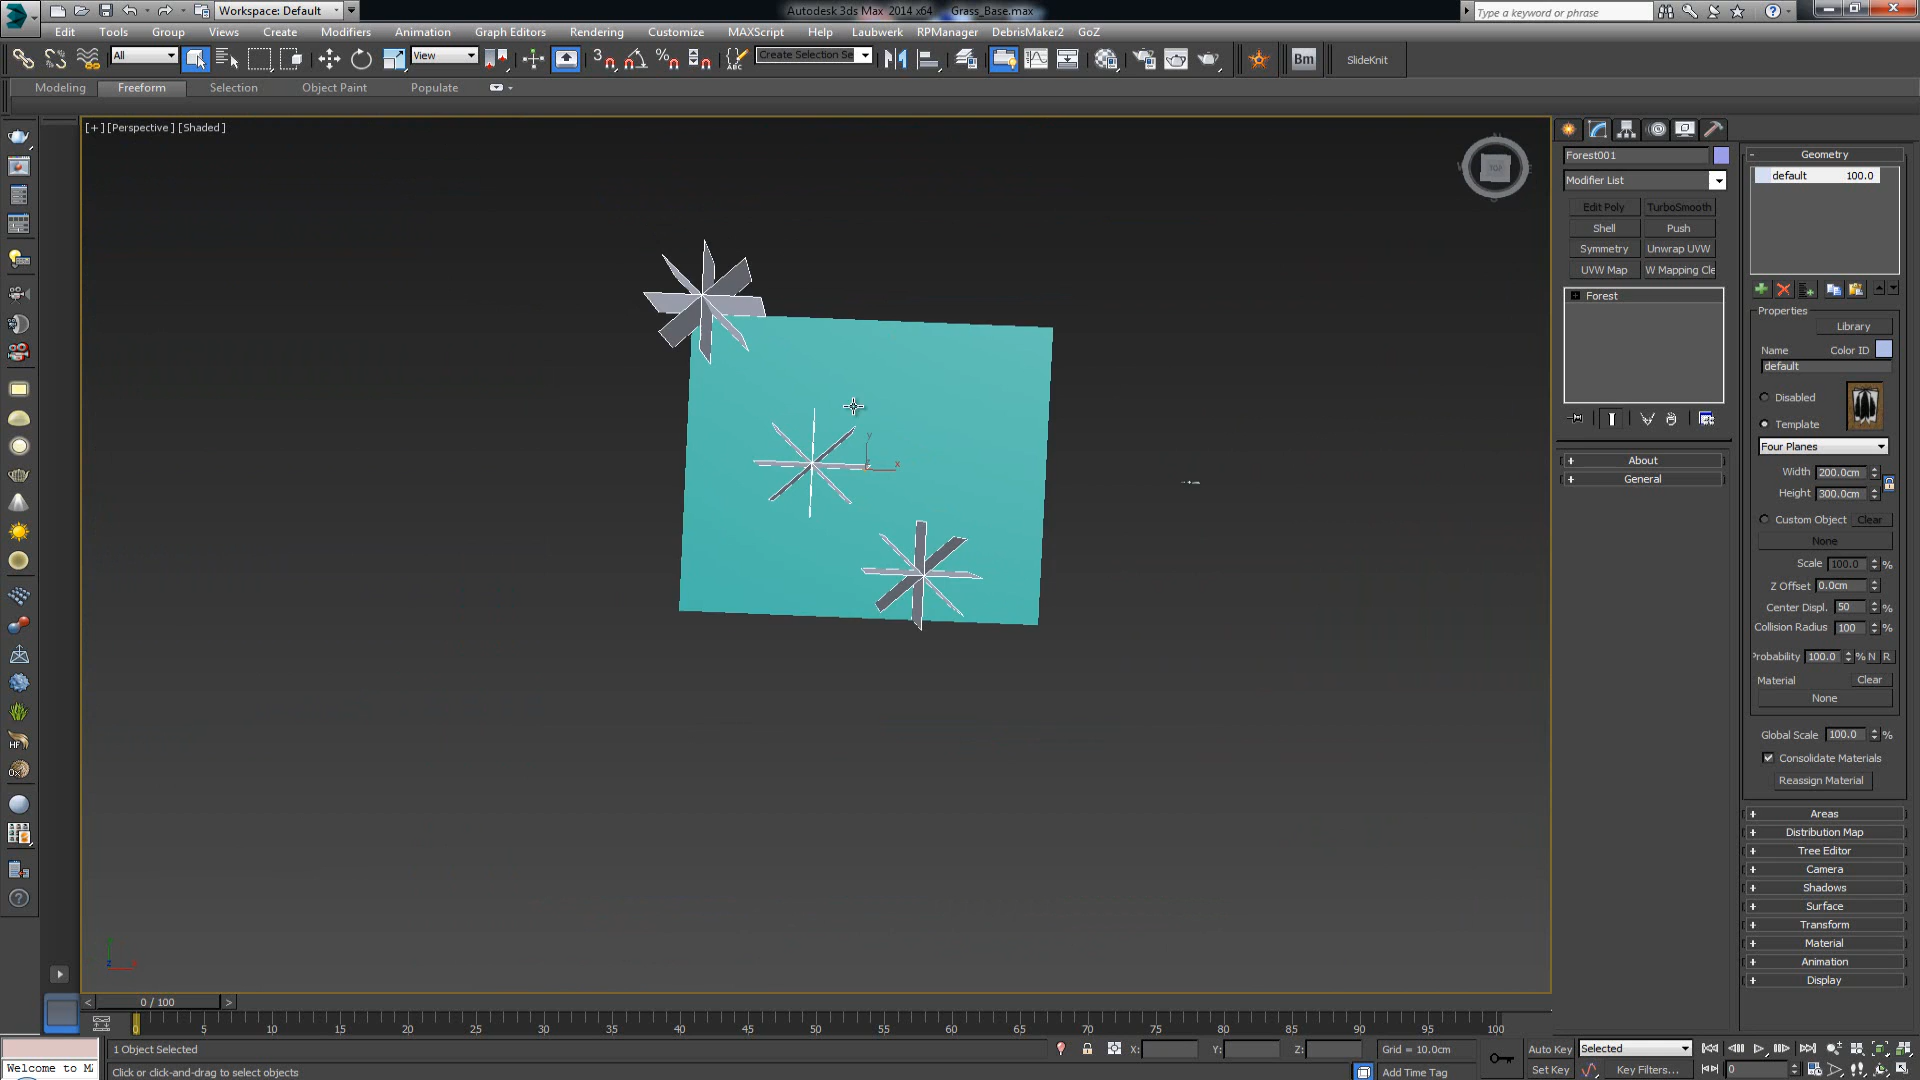 Workspace: Default
Autodesk 3ds Max 2014 x64    Grass_Base.max
Type a keyword or phrase
Edit Tools Group Views Create Modifiers Animation Graph Editors Rendering Customize MAXScript Help Laubwerk RPManager DebrisMaker2 GoZ
All View Create Selection Se Bm SlideKnit
Modeling Freeform Selection Object Paint Populate
[+] [Perspective] [Shaded]
TOP
Forest001
Modifier List
Edit Poly TurboSmooth
Shell Push
Symmetry Unwrap UVW
UVW Map W Mapping Cle
Forest
+ About
+ General
- Geometry
default 100.0
Properties
Library
Name Color ID
default
Disabled
Template
Four Planes
Width 200.0cm
Height 300.0cm
Custom Object Clear
None
Scale 100.0 %
Z Offset 0.0cm
Center Displ. 50 %
Collision Radius 100 %
Probability 100.0 % N R
Material Clear
None
Global Scale 100.0 %
Consolidate Materials
Reassign Material
+ Areas
+ Distribution Map
+ Tree Editor
+ Camera
+ Shadows
+ Surface
+ Transform
+ Material
+ Animation
+ Display
y
x
< 0 / 100 >
0 5 10 15 20 25 30 35 40 45 50 55 60 65 70 75 80 85 90 95 100
1 Object Selected X: Y: Z: Grid = 10.0cm Auto Key Selected
Welcome to MA Click or click-and-drag to select objects Add Time Tag Set Key Key Filters... 0